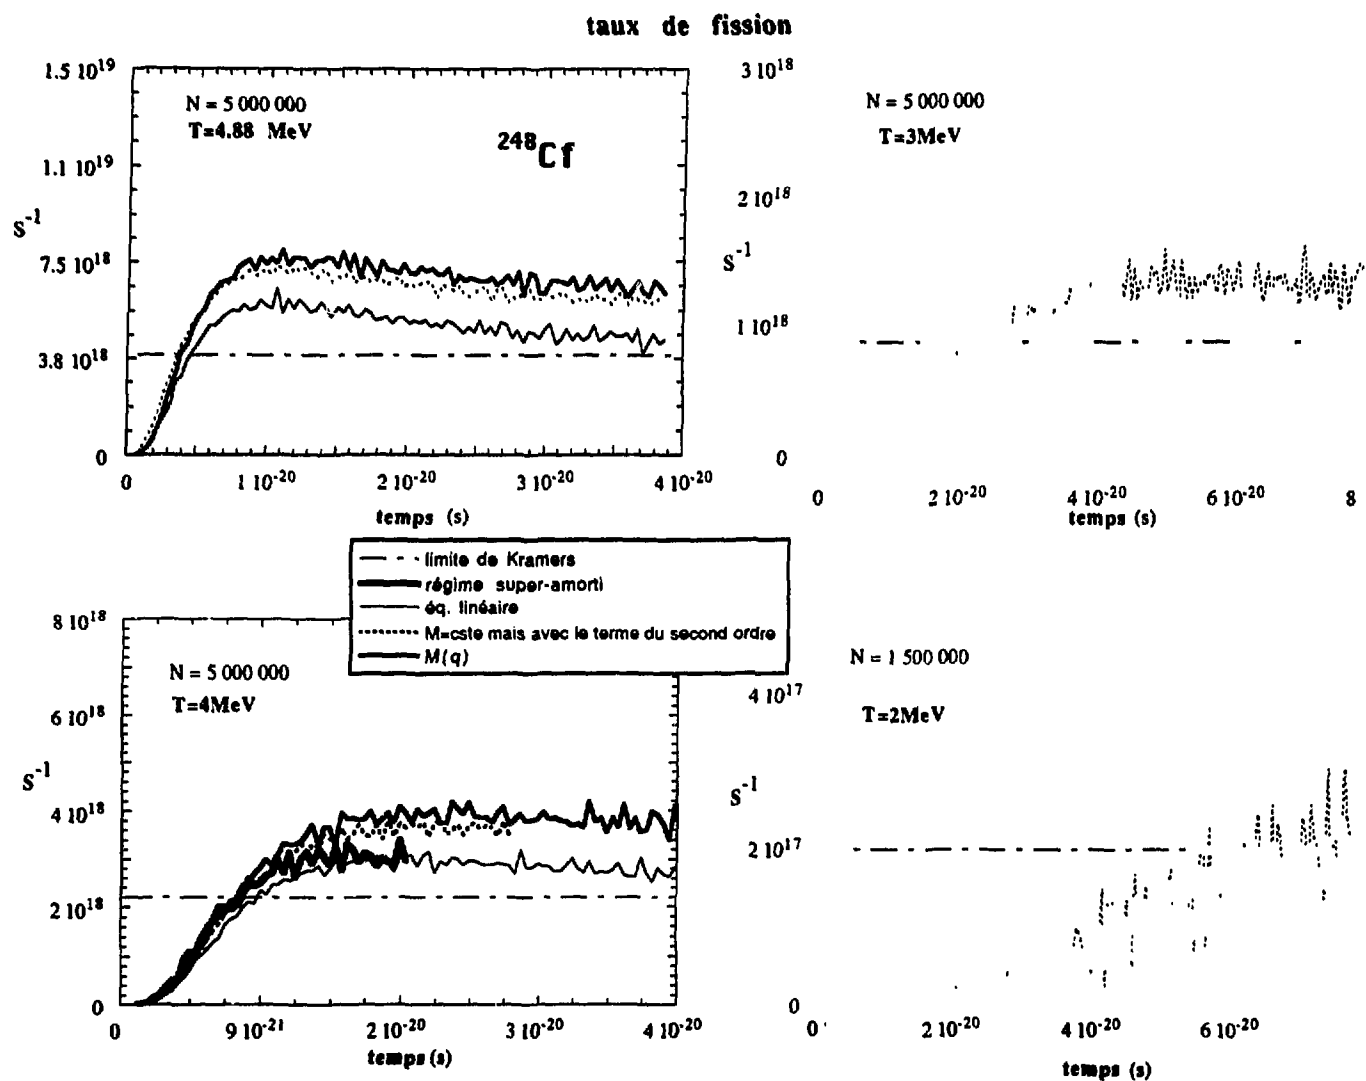 taux de fission
1.5 10^19
N = 5 000 000
T=4.88 MeV
248Cf
1.1 10^19
S^-1
7.5 10^18
3.8 10^18
0
0
1 10^-20
2 10^-20
3 10^-20
4 10^-20
temps (s)
3 10^18
N = 5 000 000
T=3MeV
2 10^18
S^-1
1 10^18
0
0
2 10^-20
4 10^-20
6 10^-20
8
temps (s)
limite de Kramers
régime super-amorti
éq. linéaire
M=cste mais avec le terme du second ordre
M(q)
8 10^18
N = 5 000 000
T=4MeV
6 10^18
S^-1
4 10^18
2 10^18
0
0
9 10^-21
2 10^-20
3 10^-20
4 10^-20
temps (s)
N = 1 500 000
4 10^17
T=2MeV
S^-1
2 10^17
0
0
2 10^-20
4 10^-20
6 10^-20
temps (s)